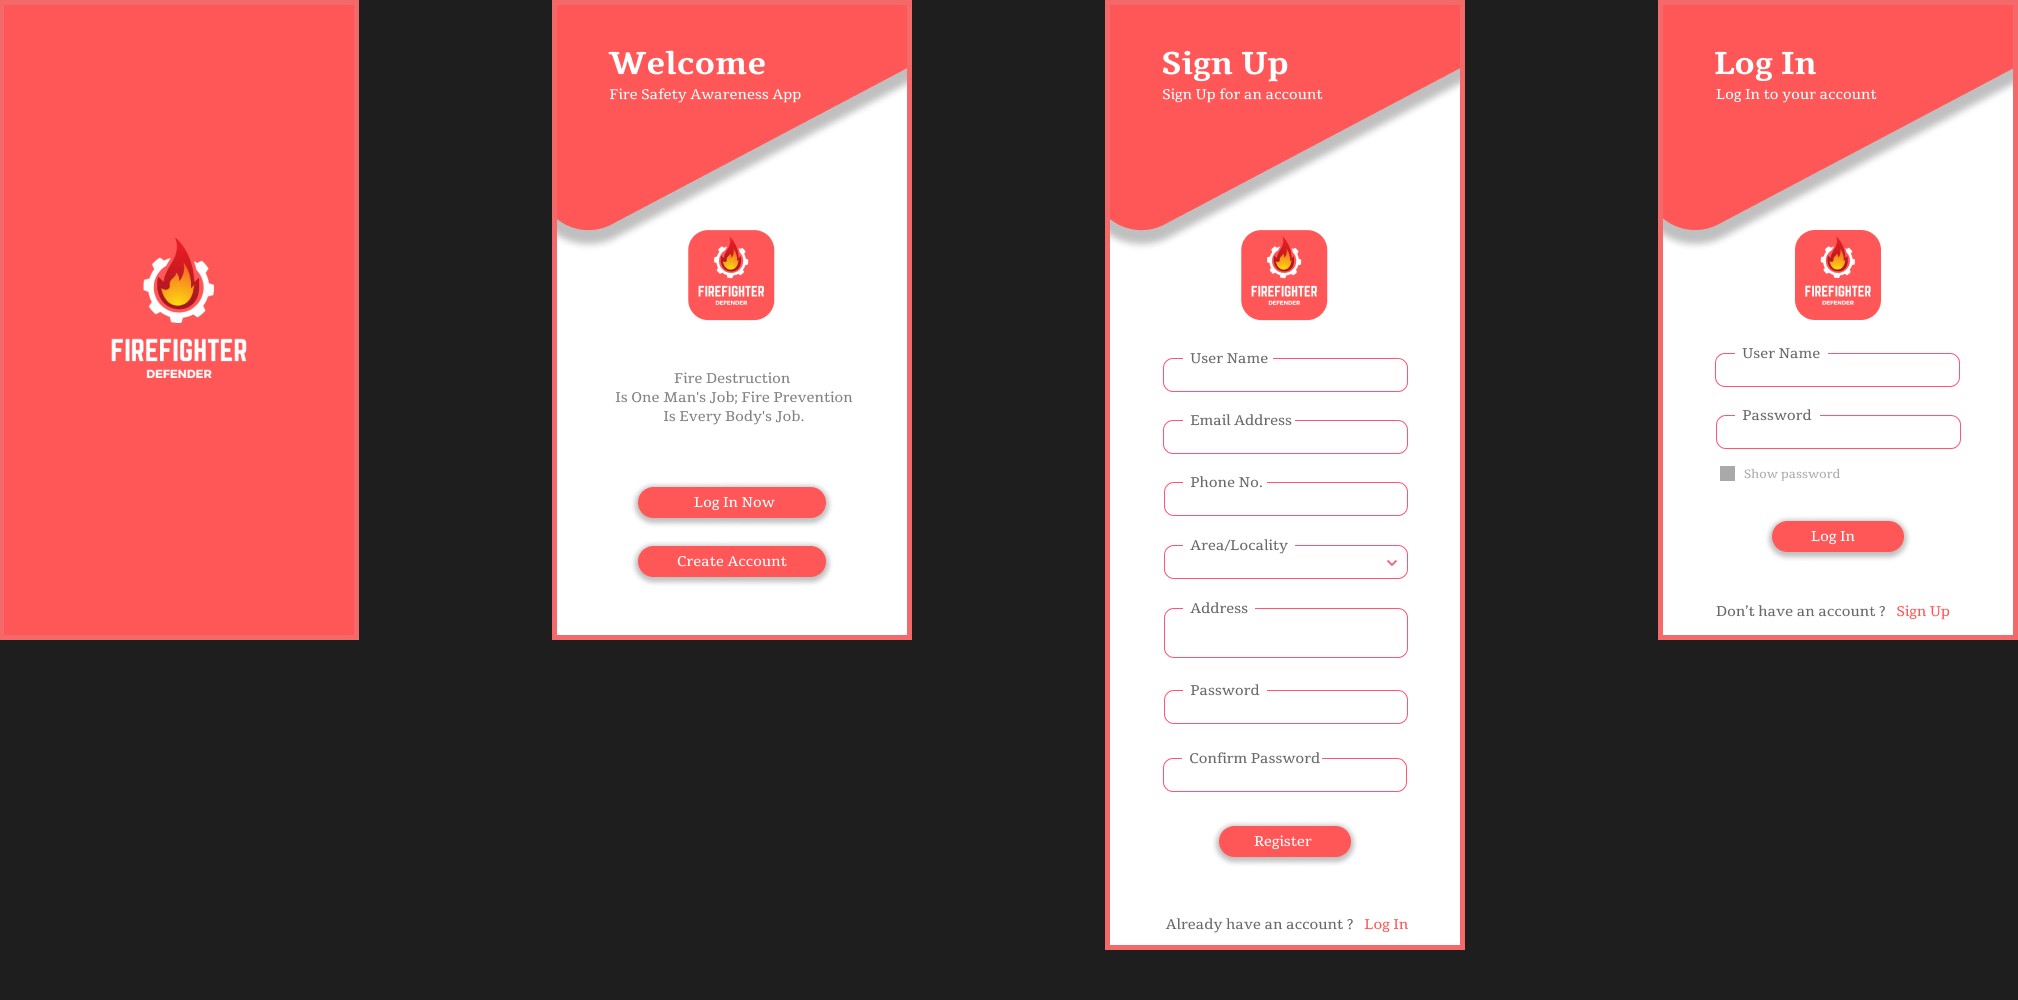 FIREFIGHTER
DEFENDER
Welcome
Fire Safety Awareness App
FIREFIGHTER
DEFENDER
Fire Destruction
Is One Man's Job; Fire Prevention
Is Every Body's Job.
Log In Now
Create Account
Sign Up
Sign Up for an account
FIREFIGHTER
DEFENDER
User Name
Email Address
Phone No.
Area/Locality
Address
Password
Confirm Password
Register
Already have an account ? Log In
Log In
Log In to your account
FIREFIGHTER
DEFENDER
User Name
Password
Show password
Log In
Don't have an account ? Sign Up